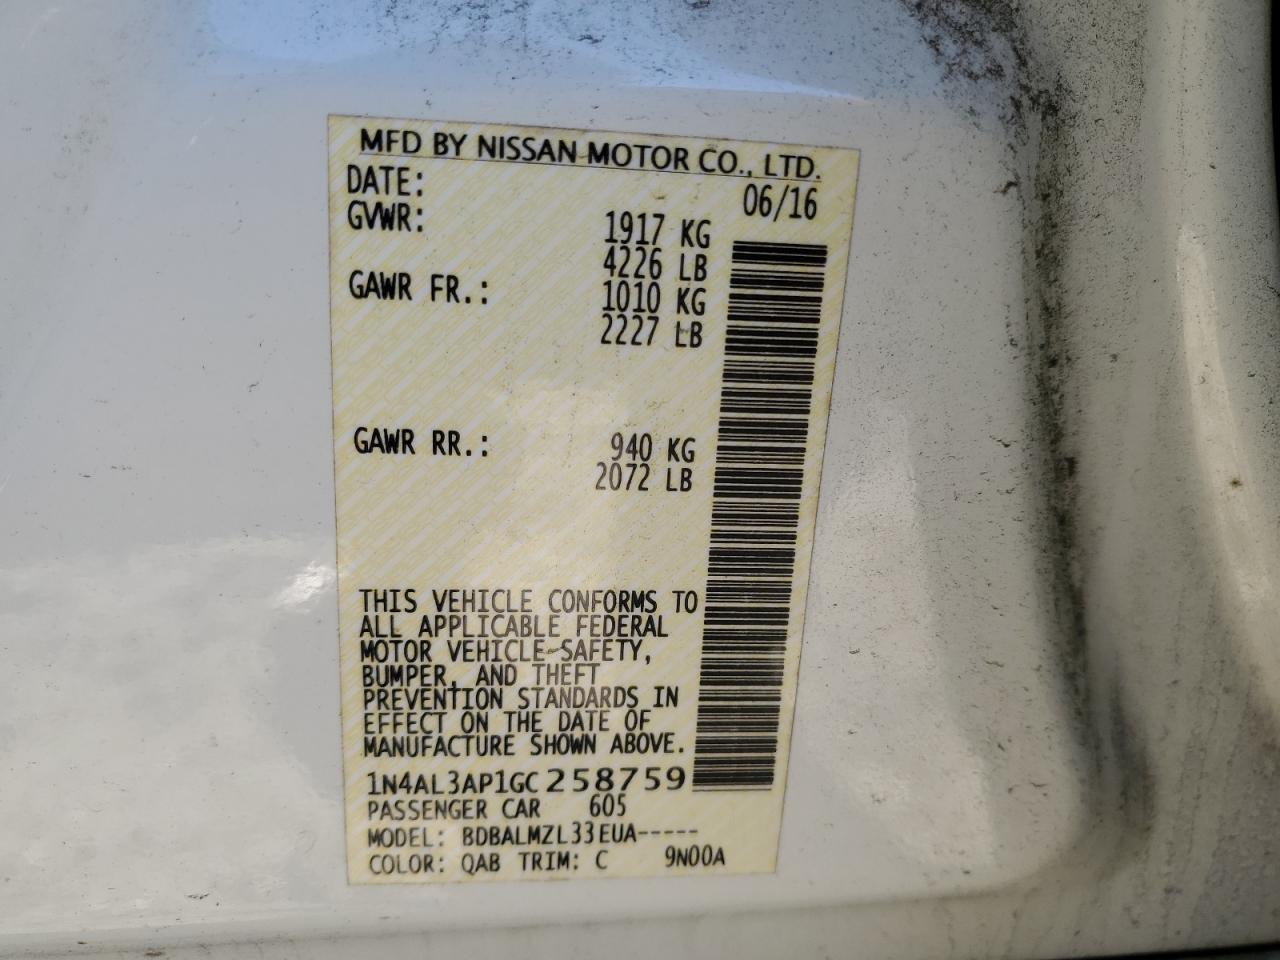 MFD BY NISSAN MOTOR CO., LTD.
DATE: 06/16
GVWR: 1917 KG
4226 LB
GAWR FR.: 1010 KG
2227 LB
GAWR RR.: 940 KG
2072 LB
THIS VEHICLE CONFORMS TO
ALL APPLICABLE FEDERAL
MOTOR VEHICLE SAFETY,
BUMPER, AND THEFT
PREVENTION STANDARDS IN
EFFECT ON THE DATE OF
MANUFACTURE SHOWN ABOVE.
1N4AL3AP1GC258759
PASSENGER CAR 605
MODEL: BDBALMZL33EUA-----
COLOR: QAB TRIM: C 9N00A